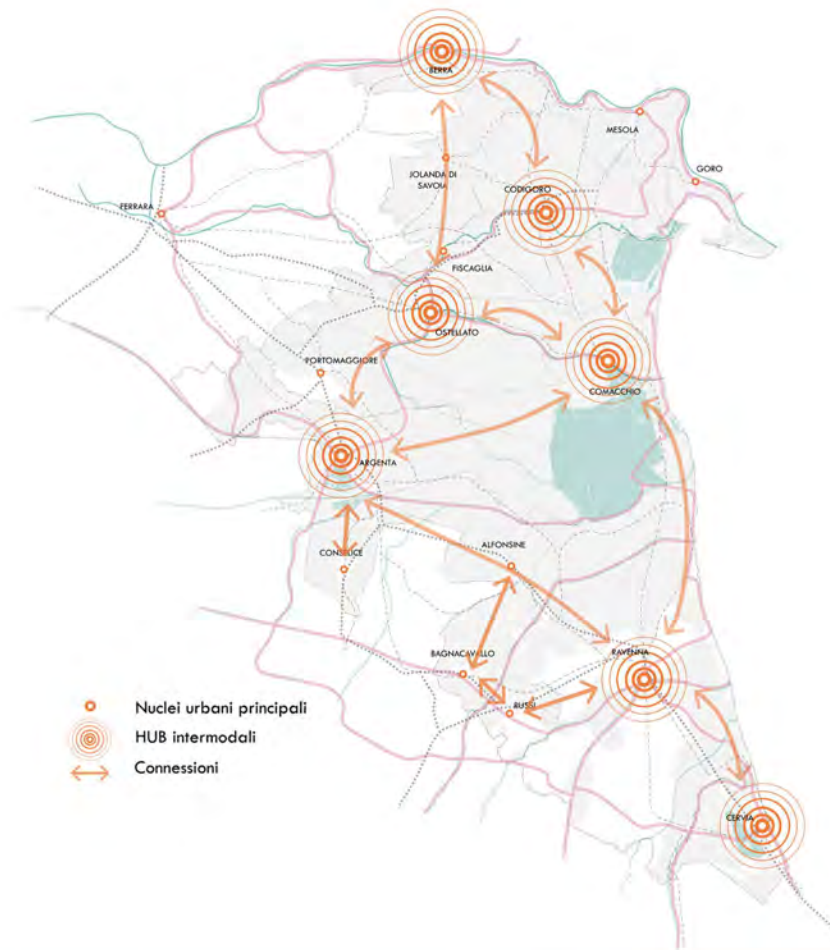 BERRA
MESOLA
GORO
JOLANDA DI
SAVOIA
CODIGORO
FERRARA
FISCAGLIA
OSTELLATO
PORTOMAGGIORE
COMACCHIO
ARGENTA
ALFONSINE
CONSELICE
BAGNACAVALLO
RAVENNA
RUSSI
CERVIA
Nuclei urbani principali
HUB intermodali
Connessioni